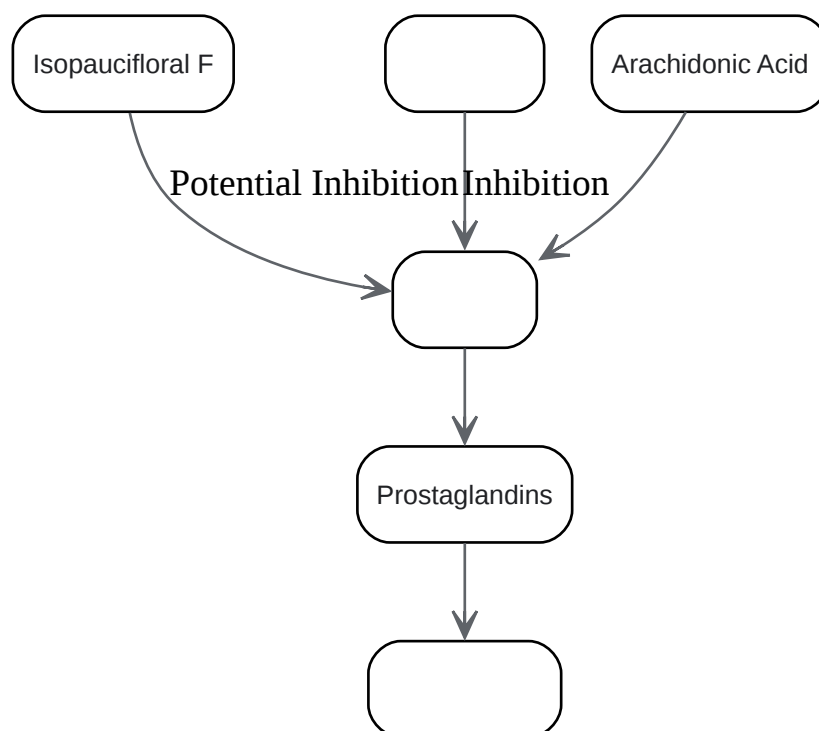 Isopaucifloral F
Arachidonic Acid
Potential Inhibition
Inhibition
Prostaglandins